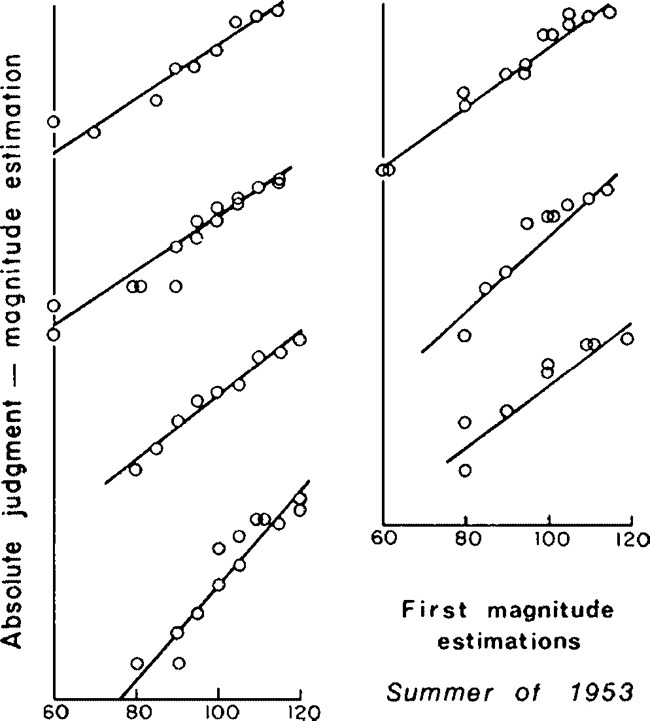 Absolute judgment — magnitude estimation
60 80 100 120
60 80 100 120
First magnitude
estimations
Summer of 1953